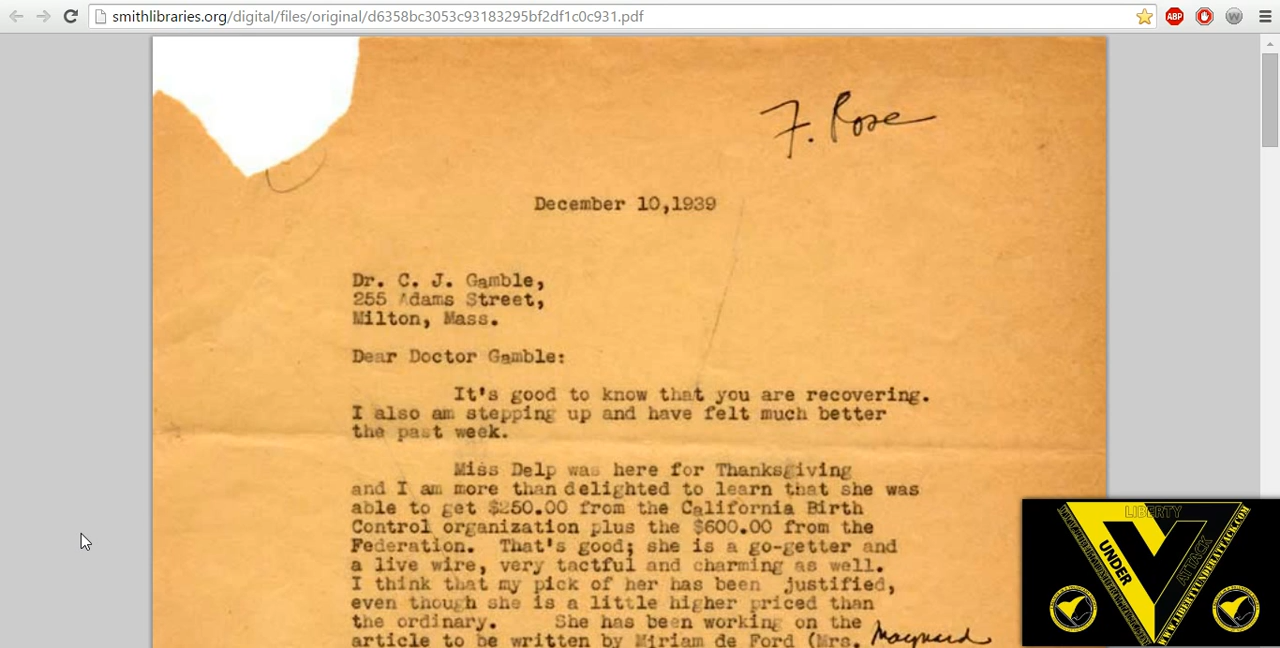 smithlibraries.org/digital/files/original/d6358bc3053c93183295bf2df1c0c931.pdf
ABP
W
F. Rose
December 10,1939
Dr. C. J. Gamble,
255 Adams Street,
Milton, Mass.
Dear Doctor Gamble:
It's good to know that you are recovering.
I also am stepping up and have felt much better
the past week.
Miss Delp was here for Thanksgiving
and I am more than delighted to learn that she was
able to get $250.00 from the California Birth
Control organization plus the $600.00 from the
Federation. That's good; she is a go-getter and
a live wire, very tactful and charming as well.
I think that my pick of her has been justified,
even though she is a little higher priced than
the ordinary. She has been working on the
article to be written by Miriam de Ford (Mrs. Maynard
LIBERTY
UNDER
ATTACK
WWW.LIBERTYUNDERATTACK.COM